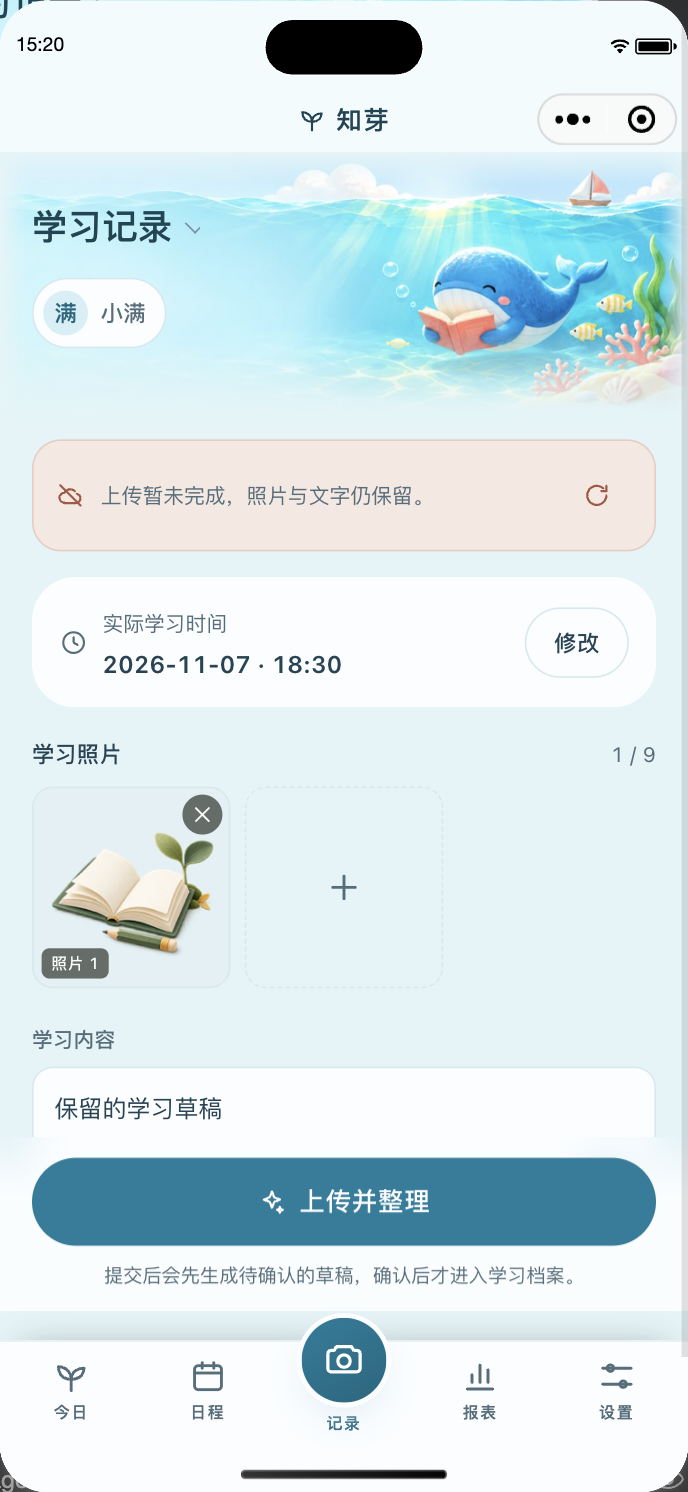 15:20
知芽
学习记录
满 小满
上传暂未完成，照片与文字仍保留。
实际学习时间
2026-11-07 · 18:30
修改
学习照片
1 / 9
照片 1
学习内容
保留的学习草稿
上传并整理
提交后会先生成待确认的草稿，确认后才进入学习档案。
今日
日程
记录
报表
设置